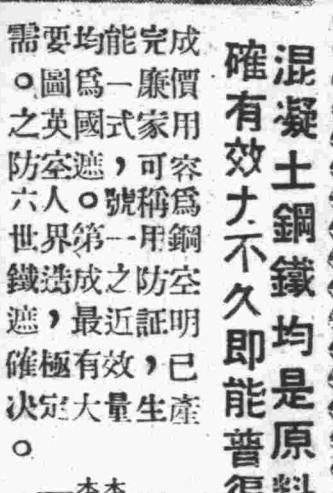 混凝土鋼鐵均是原料
確有效力不久即能普
需要均能完成
。圖爲一廉價
之英國式家用
防空遮，可容
六人。號稱爲
世界第一用鋼
鐵造成之防空
遮，最近証明
確極有效，已
决定大量生產
。